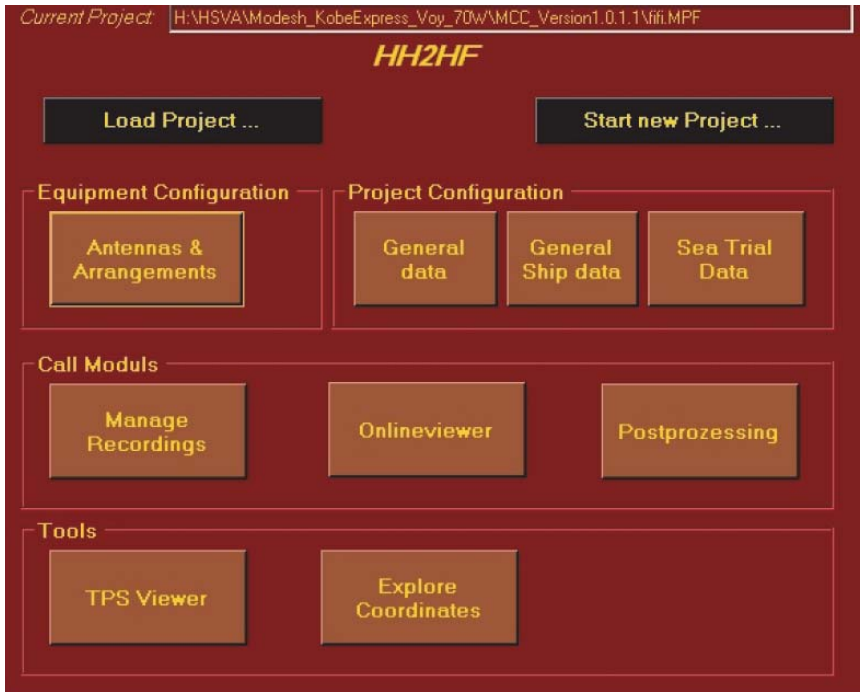 Current Project: H:\HSVA\Modesh_KobeExpress_Voy_70W\MCC_Version1.0.1.1\fifi.MPF
HH2HF
Load Project ...
Start new Project ...
Equipment Configuration
Project Configuration
Antennas &
Arrangements
General
data
General
Ship data
Sea Trial
Data
Call Moduls
Manage
Recordings
Onlineviewer
Postprozessing
Tools
TPS Viewer
Explore
Coordinates